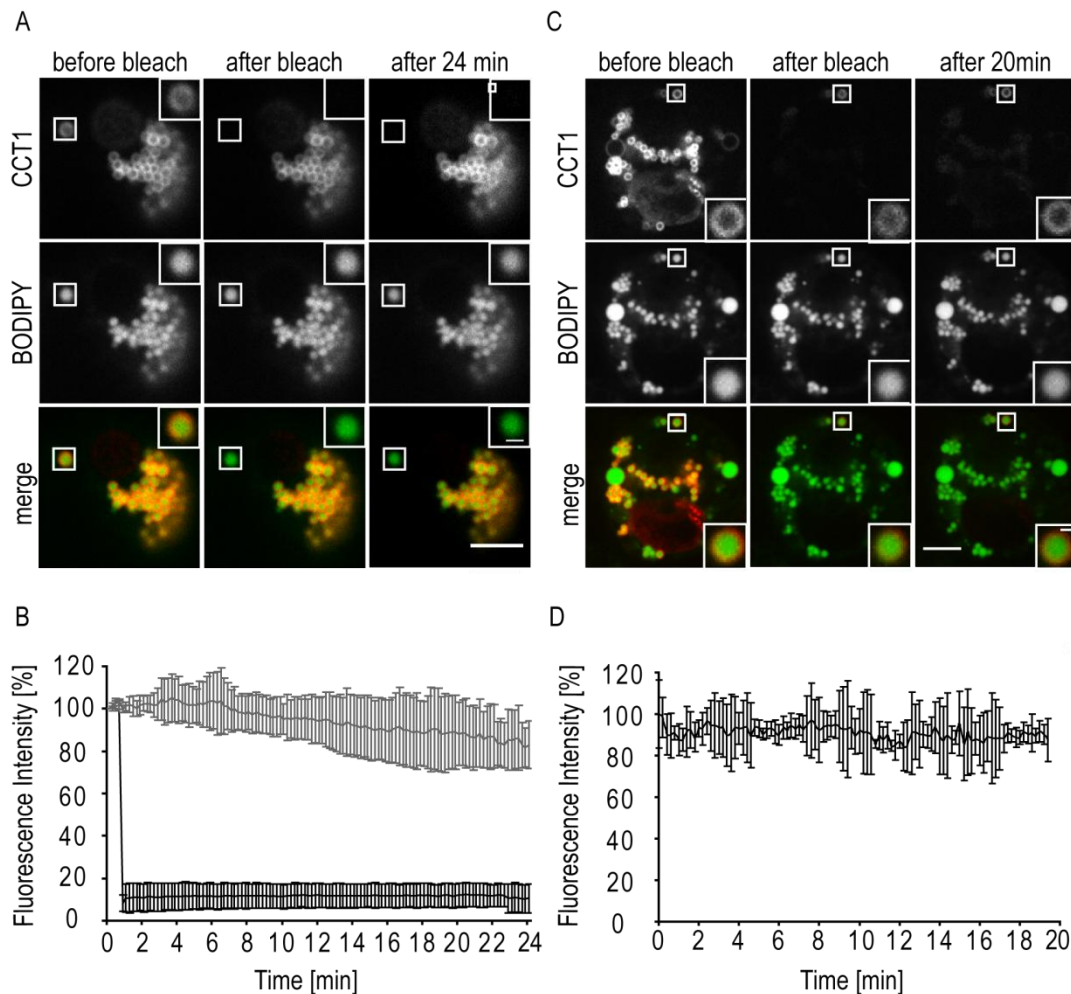 A
before bleach after bleach after 24 min
CCT1
BODIPY
merge
C
before bleach after bleach after 20min
CCT1
BODIPY
merge
B
Fluorescence Intensity [%]
120
100
80
60
40
20
0
0 2 4 6 8 10 12 14 16 18 20 22 24
Time [min]
D
Fluorescence Intensity [%]
120
100
80
60
40
20
0
0 2 4 6 8 10 12 14 16 18 20
Time [min]